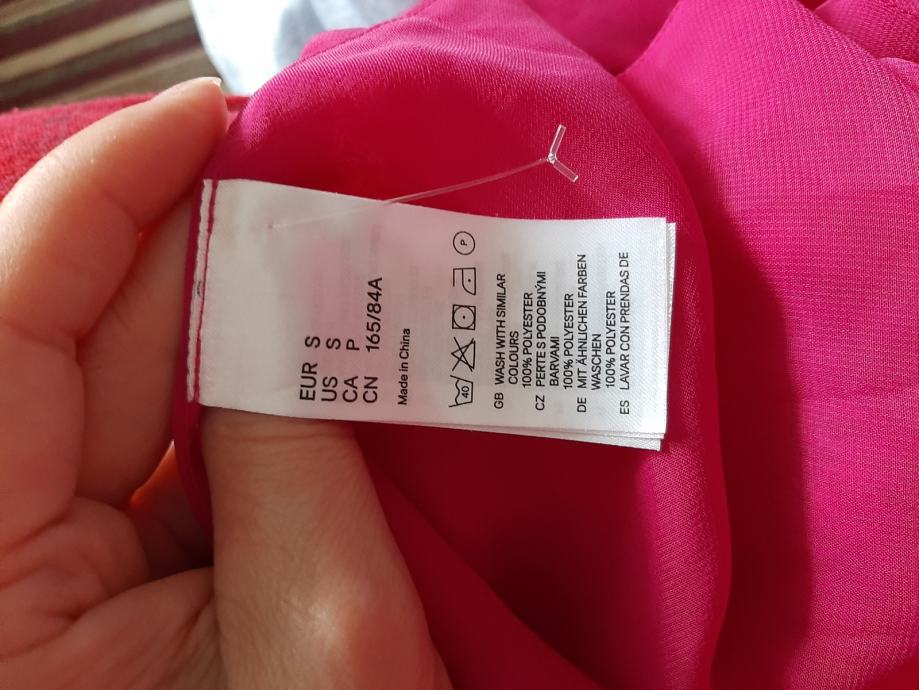 EUR S
US S
CA P
CN 165/84A
Made in China
40 P
GB WASH WITH SIMILAR
COLOURS
100% POLYESTER
CZ PERTE S PODOBNÝMI
BARVAMI
100% POLYESTER
DE MIT ÄHNLICHEN FARBEN
WASCHEN
100% POLYESTER
ES LAVAR CON PRENDAS DE